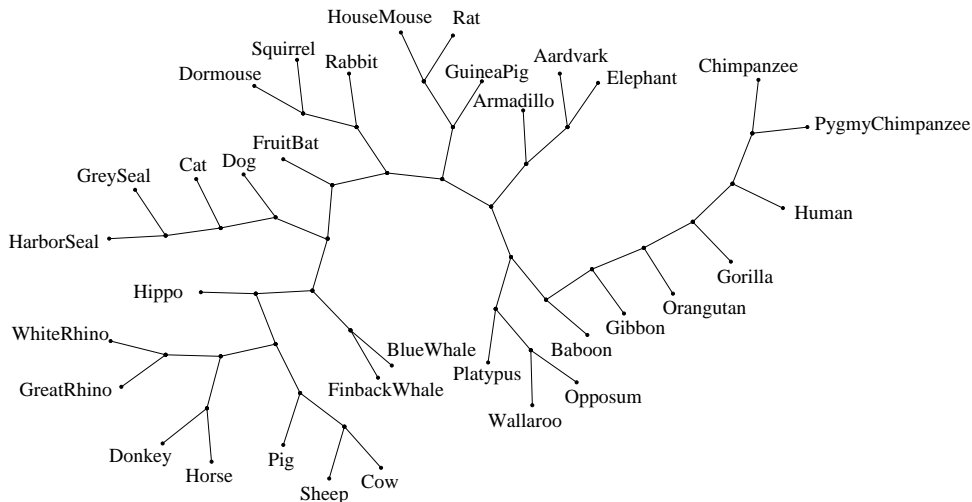 HouseMouse
Rat
Squirrel
Aardvark
Rabbit
Chimpanzee
Dormouse
GuineaPig
Elephant
Armadillo
PygmyChimpanzee
FruitBat
Dog
Cat
GreySeal
Human
HarborSeal
Gorilla
Hippo
Orangutan
Gibbon
WhiteRhino
Baboon
BlueWhale
Platypus
GreatRhino
FinbackWhale
Opposum
Wallaroo
Donkey
Pig
Horse
Cow
Sheep